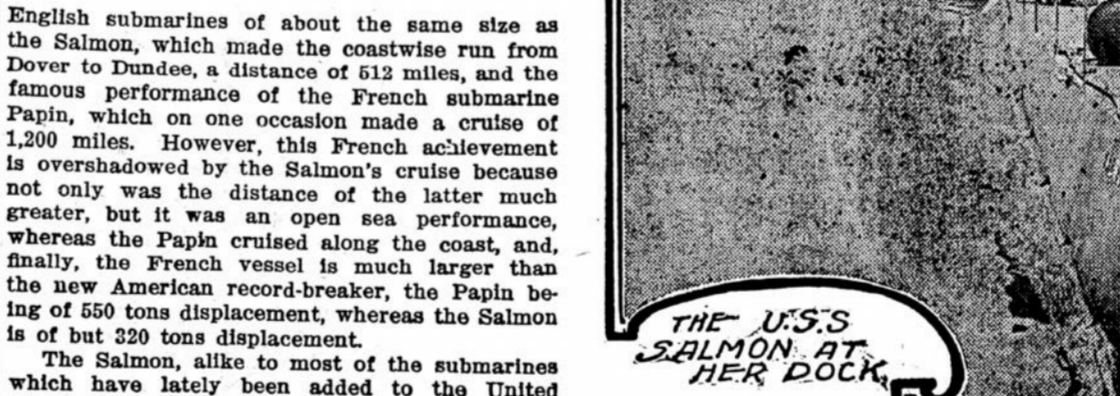 English submarines of about the same size as
the Salmon, which made the coastwise run from
Dover to Dundee, a distance of 512 miles, and the
famous performance of the French submarine
Papin, which on one occasion made a cruise of
1,200 miles. However, this French achievement
is overshadowed by the Salmon's cruise because
not only was the distance of the latter much
greater, but it was an open sea performance,
whereas the Papin cruised along the coast, and,
finally, the French vessel is much larger than
the new American record-breaker, the Papin be-
ing of 550 tons displacement, whereas the Salmon
is of but 320 tons displacement.
The Salmon, alike to most of the submarines
which have lately been added to the United
THE U.S.S
SALMON AT
HER DOCK.